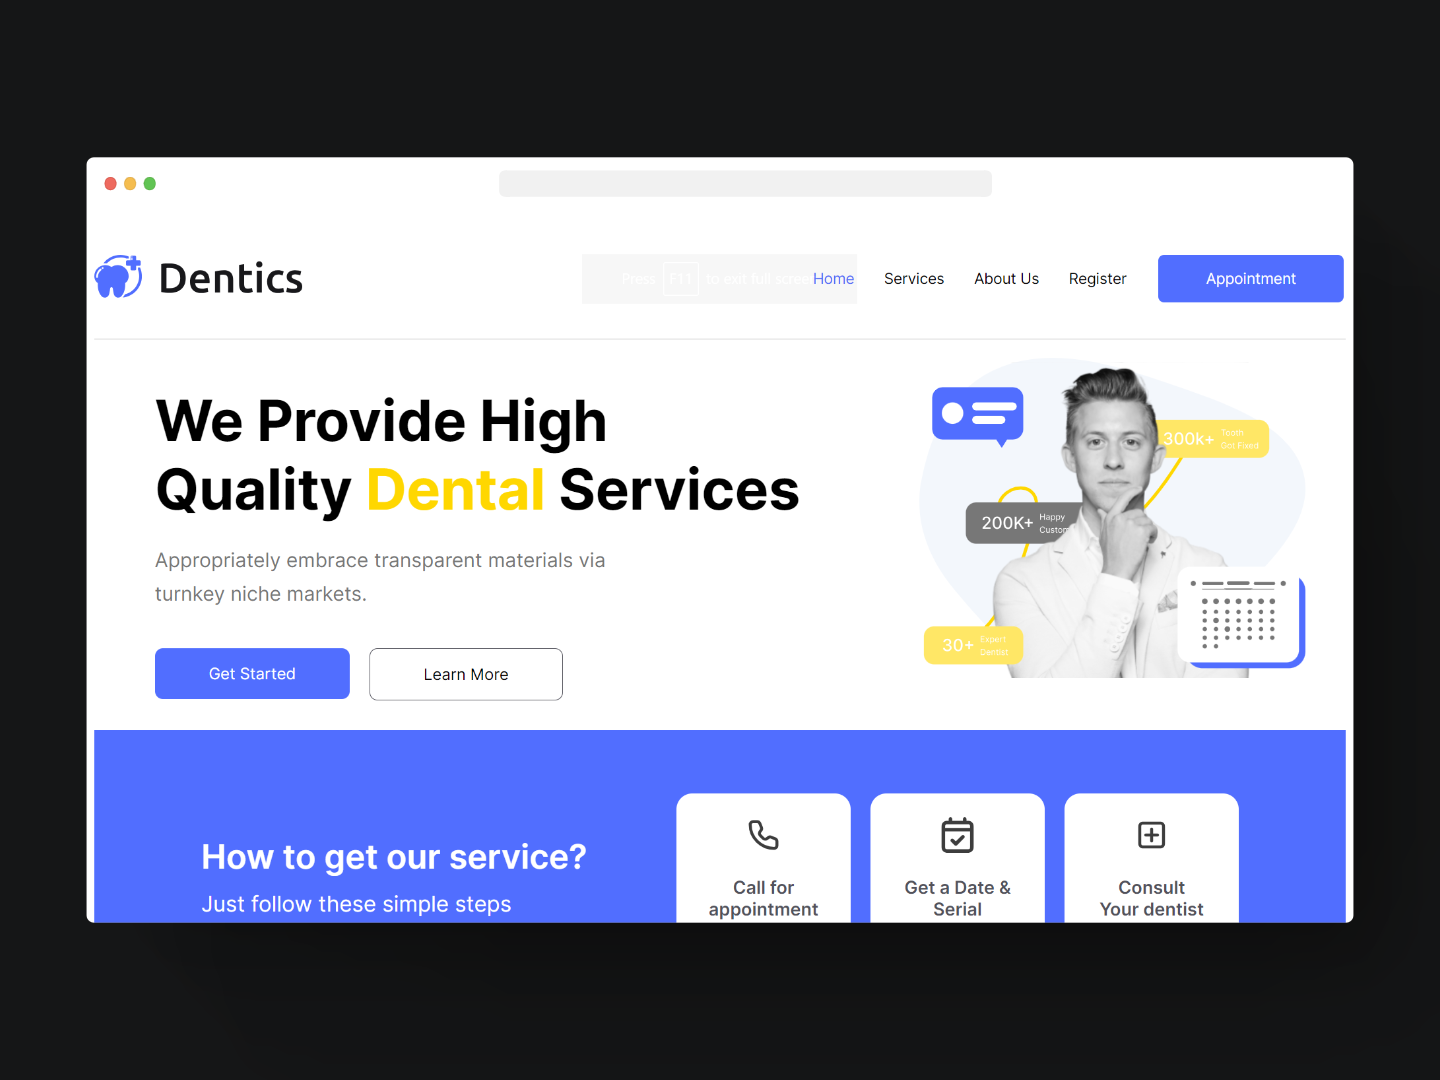 Dentics
Press F11 to exit full screen
Home
Services
About Us
Register
Appointment
We Provide High
Quality Dental Services
Appropriately embrace transparent materials via
turnkey niche markets.
Get Started
Learn More
300k+
Tooth
Got Fixed
200K+
Happy
Custom
30+
Expert
Dentist
How to get our service?
Just follow these simple steps
Call for
appointment
Get a Date &
Serial
Consult
Your dentist